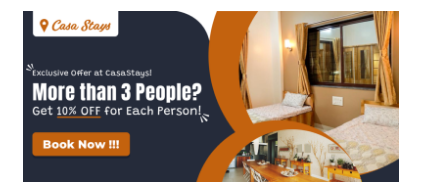 Casa Stays
Exclusive Offer at CasaStays!
More than 3 People?
Get 10% OFF for Each Person!
Book Now !!!